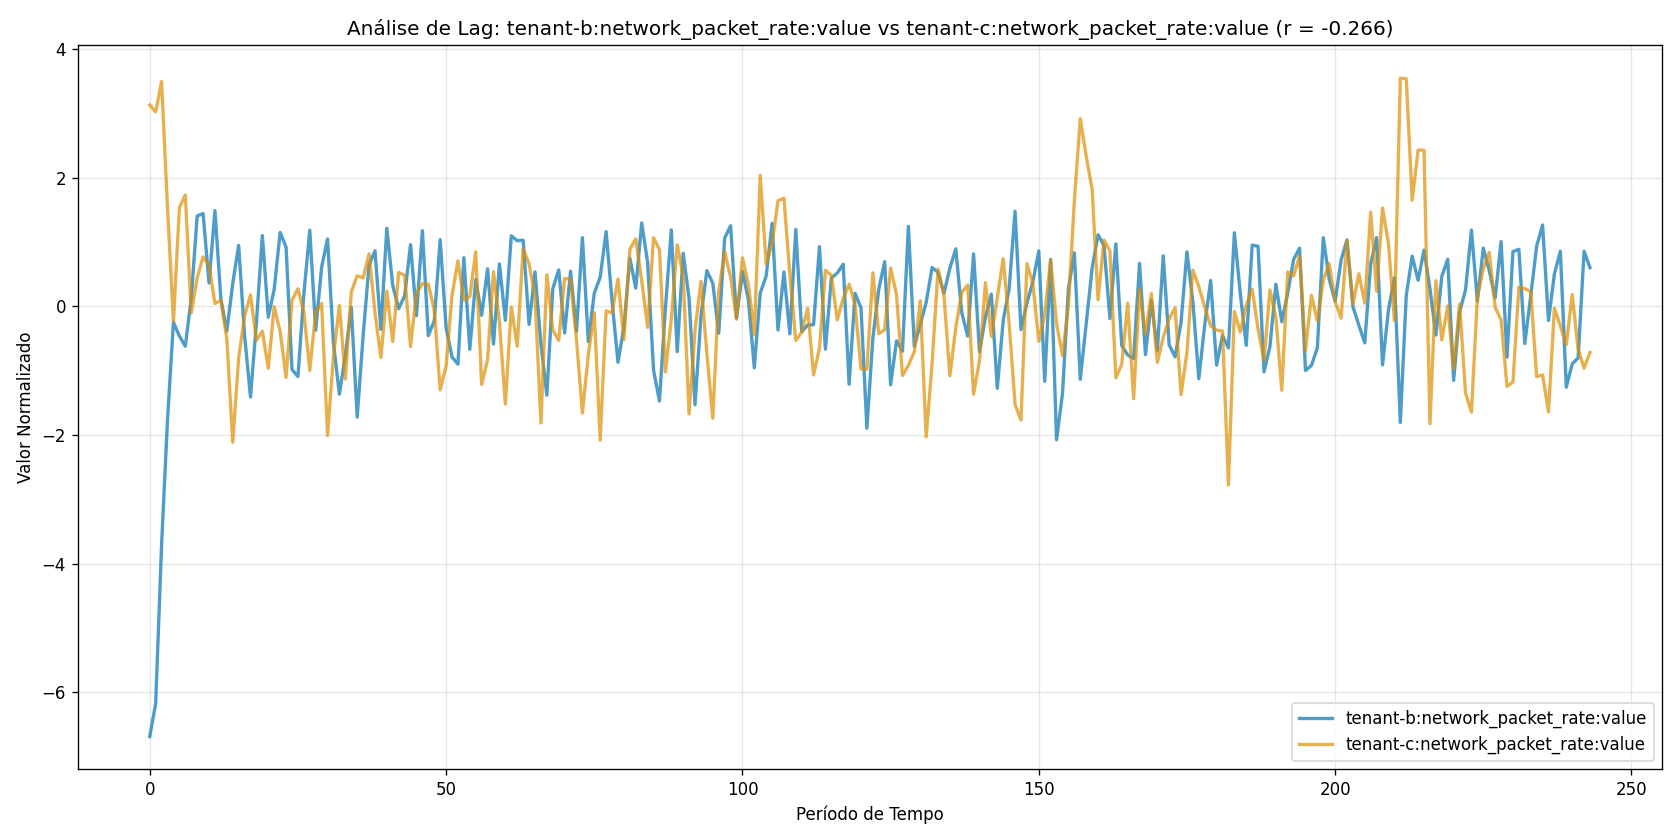 Análise de Lag: tenant-b:network_packet_rate:value vs tenant-c:network_packet_rate:value (r = -0.266)
Valor Normalizado
4
2
0
−2
−4
−6
0
50
100
150
200
250
Período de Tempo
tenant-b:network_packet_rate:value
tenant-c:network_packet_rate:value